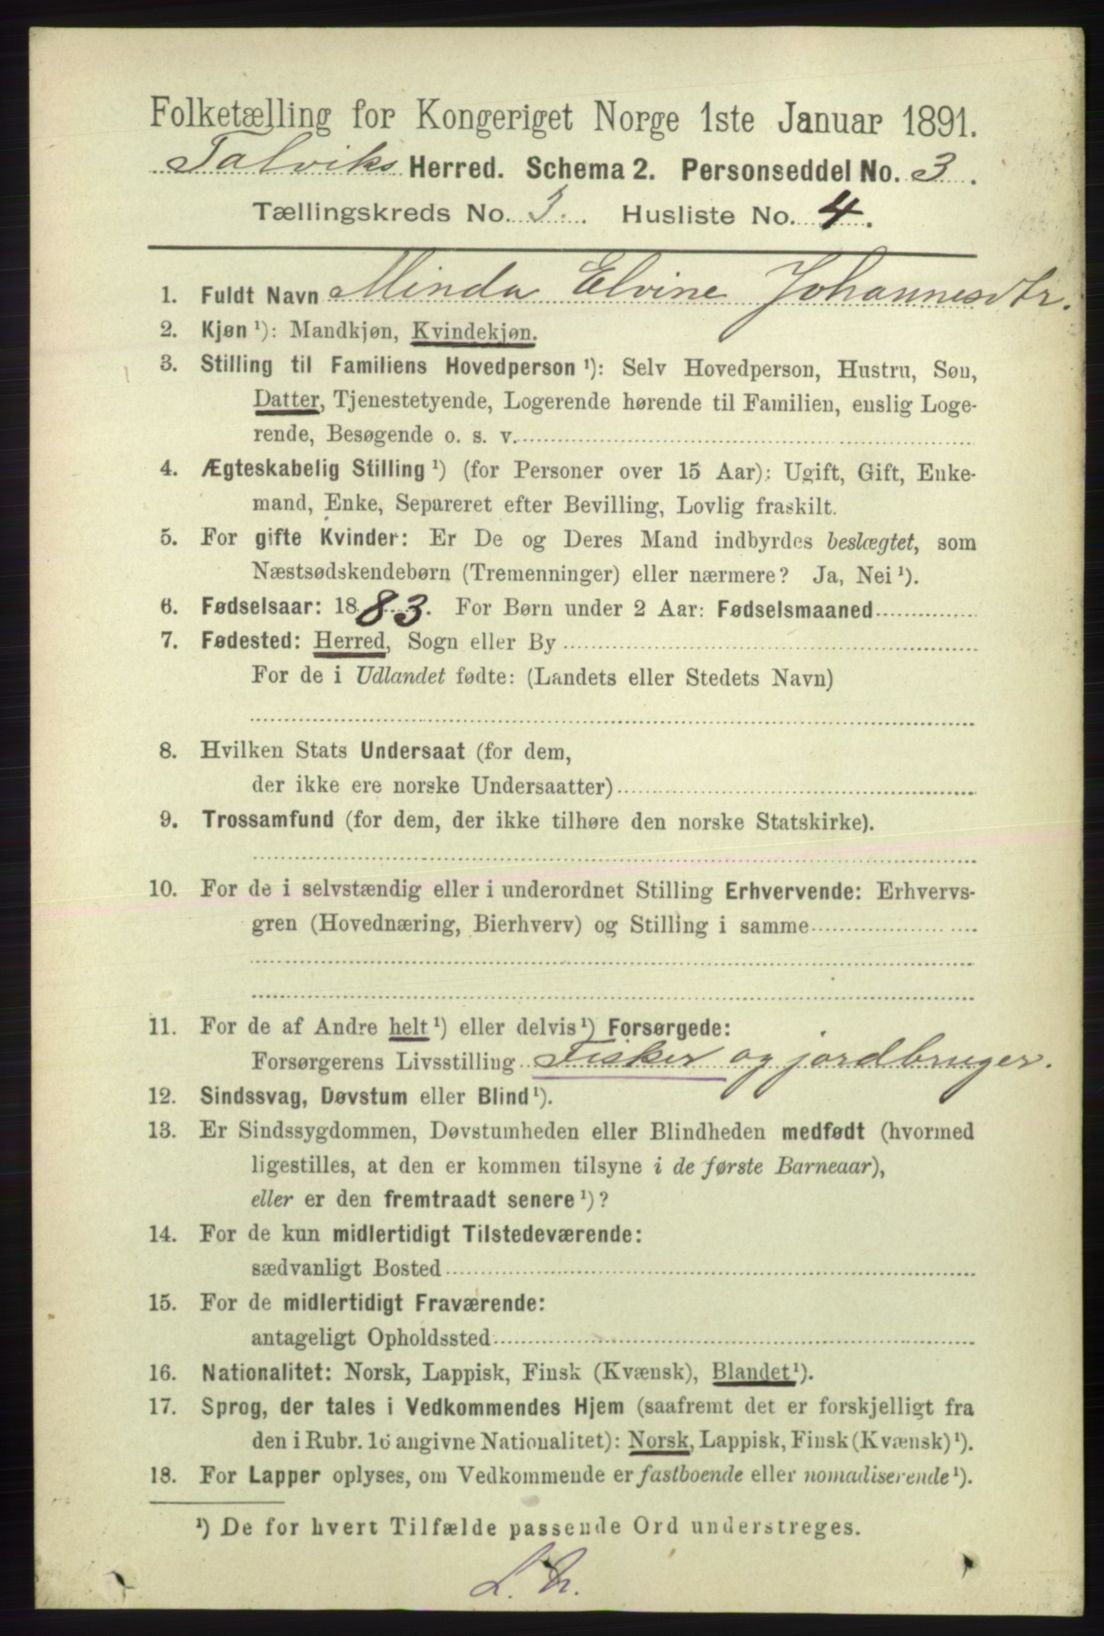 Folketælling for Kongeriget Norge 1ste Januar 1891.
Talviks Herred. Schema 2. Personseddel No. 3.
Tællingskreds No. 3. Husliste No. 4.
1. Fuldt Navn Minda Elvine Johannesdtr.
2. Kjøn ¹): Mandkjøn, Kvindekjøn.
3. Stilling til Familiens Hovedperson ¹): Selv Hovedperson, Hustru, Søn,
Datter, Tjenestetyende, Logerende hørende til Familien, enslig Loge-
rende, Besøgende o. s. v.
4. Ægteskabelig Stilling ¹) (for Personer over 15 Aar): Ugift, Gift, Enke-
mand, Enke, Separeret efter Bevilling, Lovlig fraskilt.
5. For gifte Kvinder: Er De og Deres Mand indbyrdes beslægtet, som
Næstsødskendebørn (Tremenninger) eller nærmere? Ja, Nei ¹).
6. Fødselsaar: 1883. For Børn under 2 Aar: Fødselsmaaned
7. Fødested: Herred, Sogn eller By
For de i Udlandet fødte: (Landets eller Stedets Navn)
8. Hvilken Stats Undersaat (for dem,
der ikke ere norske Undersaatter)
9. Trossamfund (for dem, der ikke tilhøre den norske Statskirke).
10. For de i selvstændig eller i underordnet Stilling Erhvervende: Erhvervs-
gren (Hovednæring, Bierhverv) og Stilling i samme
11. For de af Andre helt ¹) eller delvis ¹) Forsørgede:
Forsørgerens Livsstilling Fisker og jordbruger.
12. Sindssvag, Døvstum eller Blind ¹).
13. Er Sindssygdommen, Døvstumheden eller Blindheden medfødt (hvormed
ligestilles, at den er kommen tilsyne i de første Barneaar),
eller er den fremtraadt senere ¹)?
14. For de kun midlertidigt Tilstedeværende:
sædvanligt Bosted
15. For de midlertidigt Fraværende:
antageligt Opholdssted
16. Nationalitet: Norsk, Lappisk, Finsk (Kvænsk), Blandet ¹).
17. Sprog, der tales i Vedkommendes Hjem (saafremt det er forskjelligt fra
den i Rubr. 16 angivne Nationalitet): Norsk, Lappisk, Finsk (Kvænsk) ¹).
18. For Lapper oplyses, om Vedkommende er fastboende eller nomadiserende ¹).
¹) De for hvert Tilfælde passende Ord understreges.